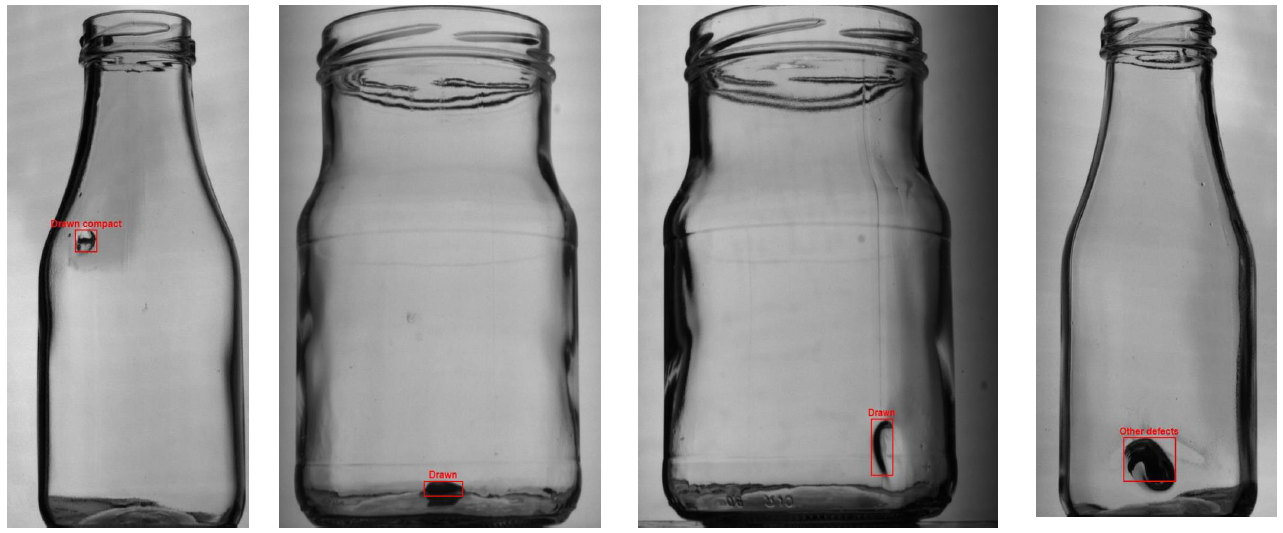 Drawn compact
Drawn
Drawn
Other defects